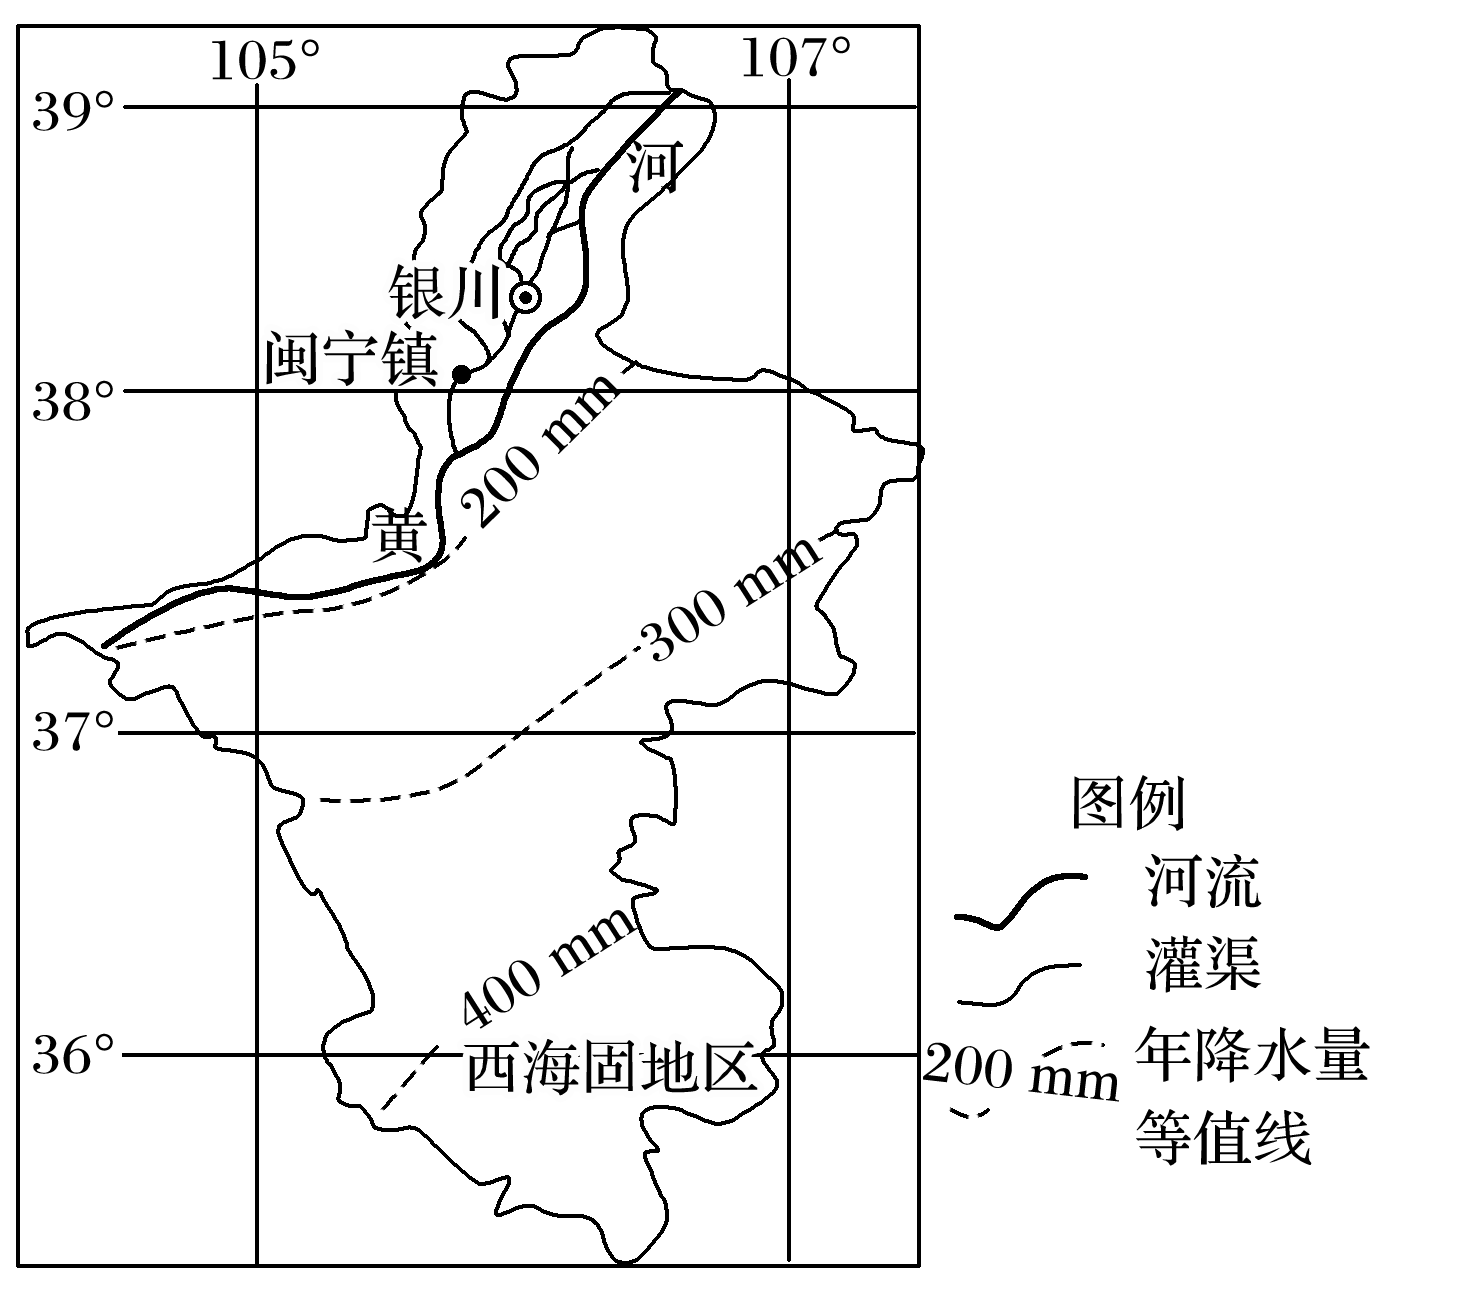 105° 107°
39°
河
银川
闽宁镇
38°
200 mm
黄
300 mm
37°
400 mm
36°
西海固地区
图例
河流
灌渠
200 mm 年降水量
等值线